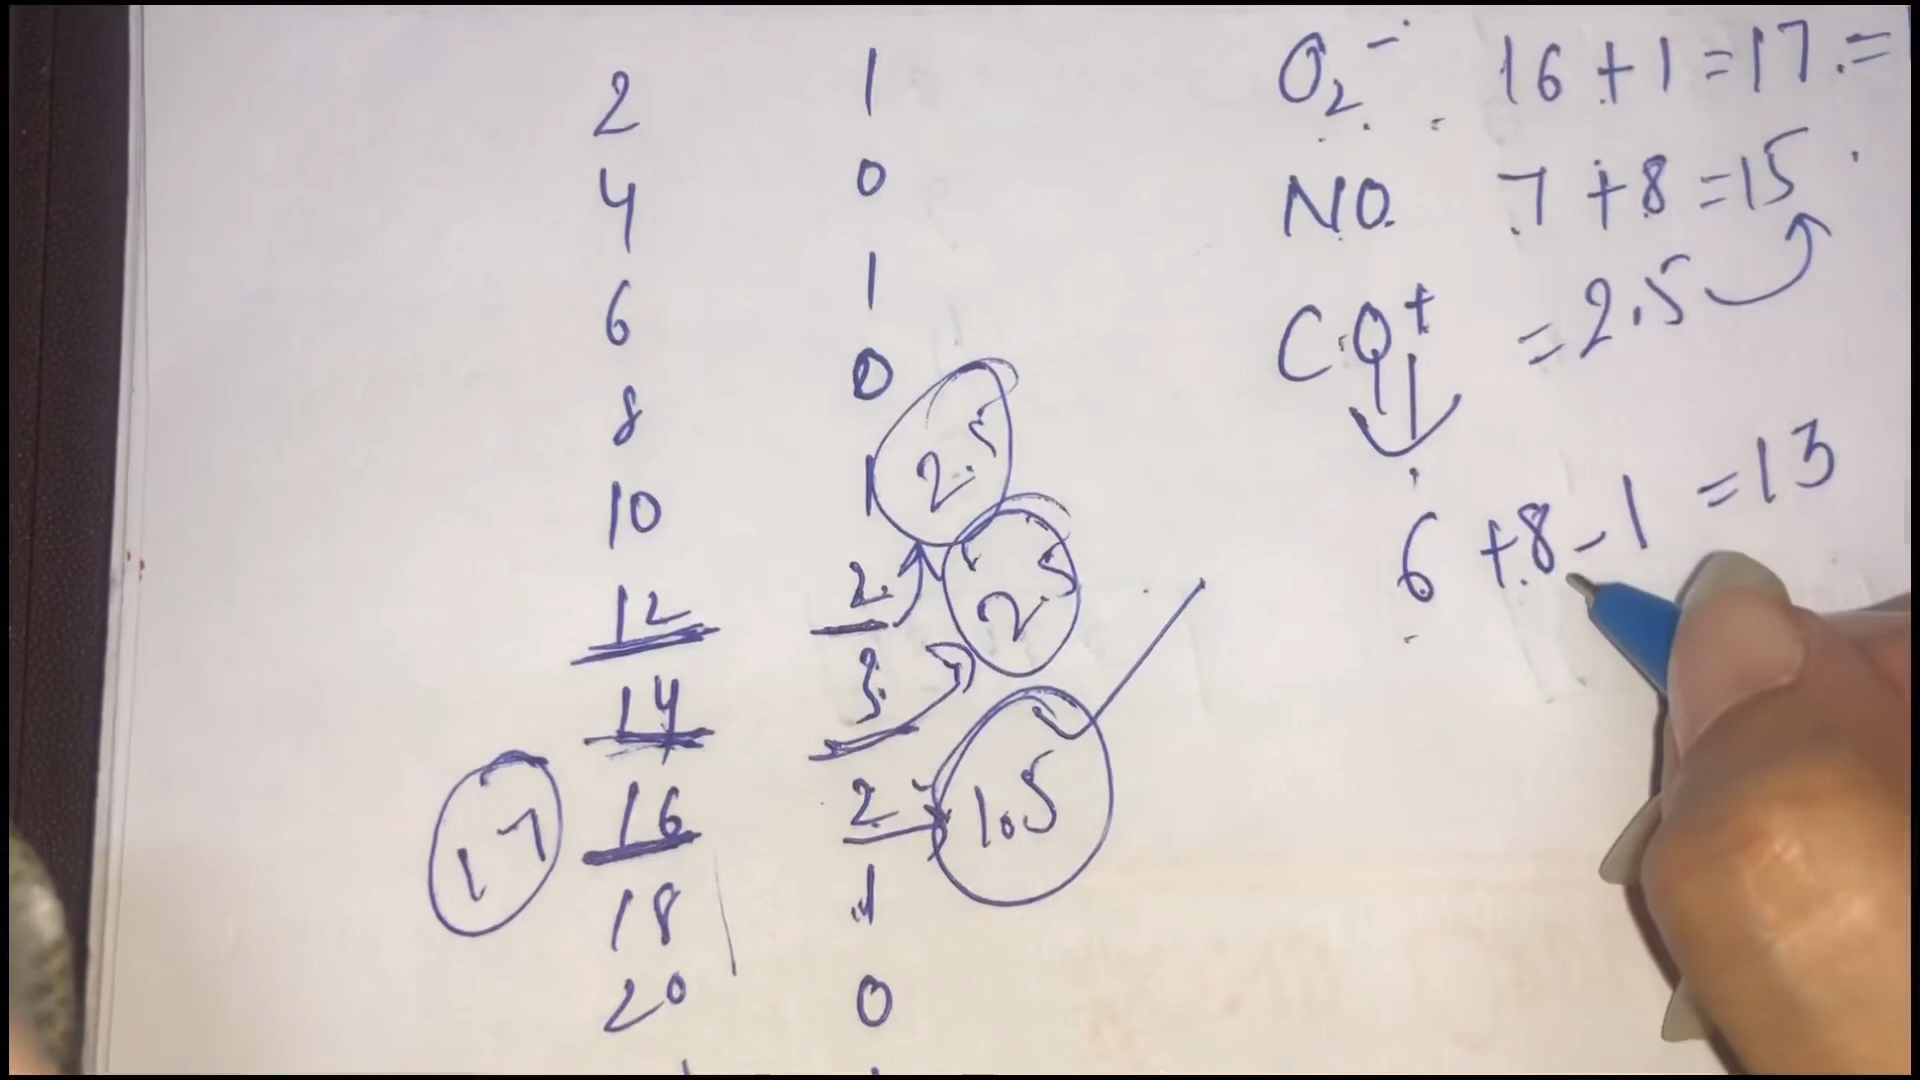 2 1
4 0
6 1
8 0
10 1 2.5
12 2 2.5
14 3
17 16 2 1.5
18 1
20 0
O₂⁻ 16 + 1 = 17 =
NO 7 + 8 = 15
CO⁺ = 2.5
6 + 8 - 1 = 13